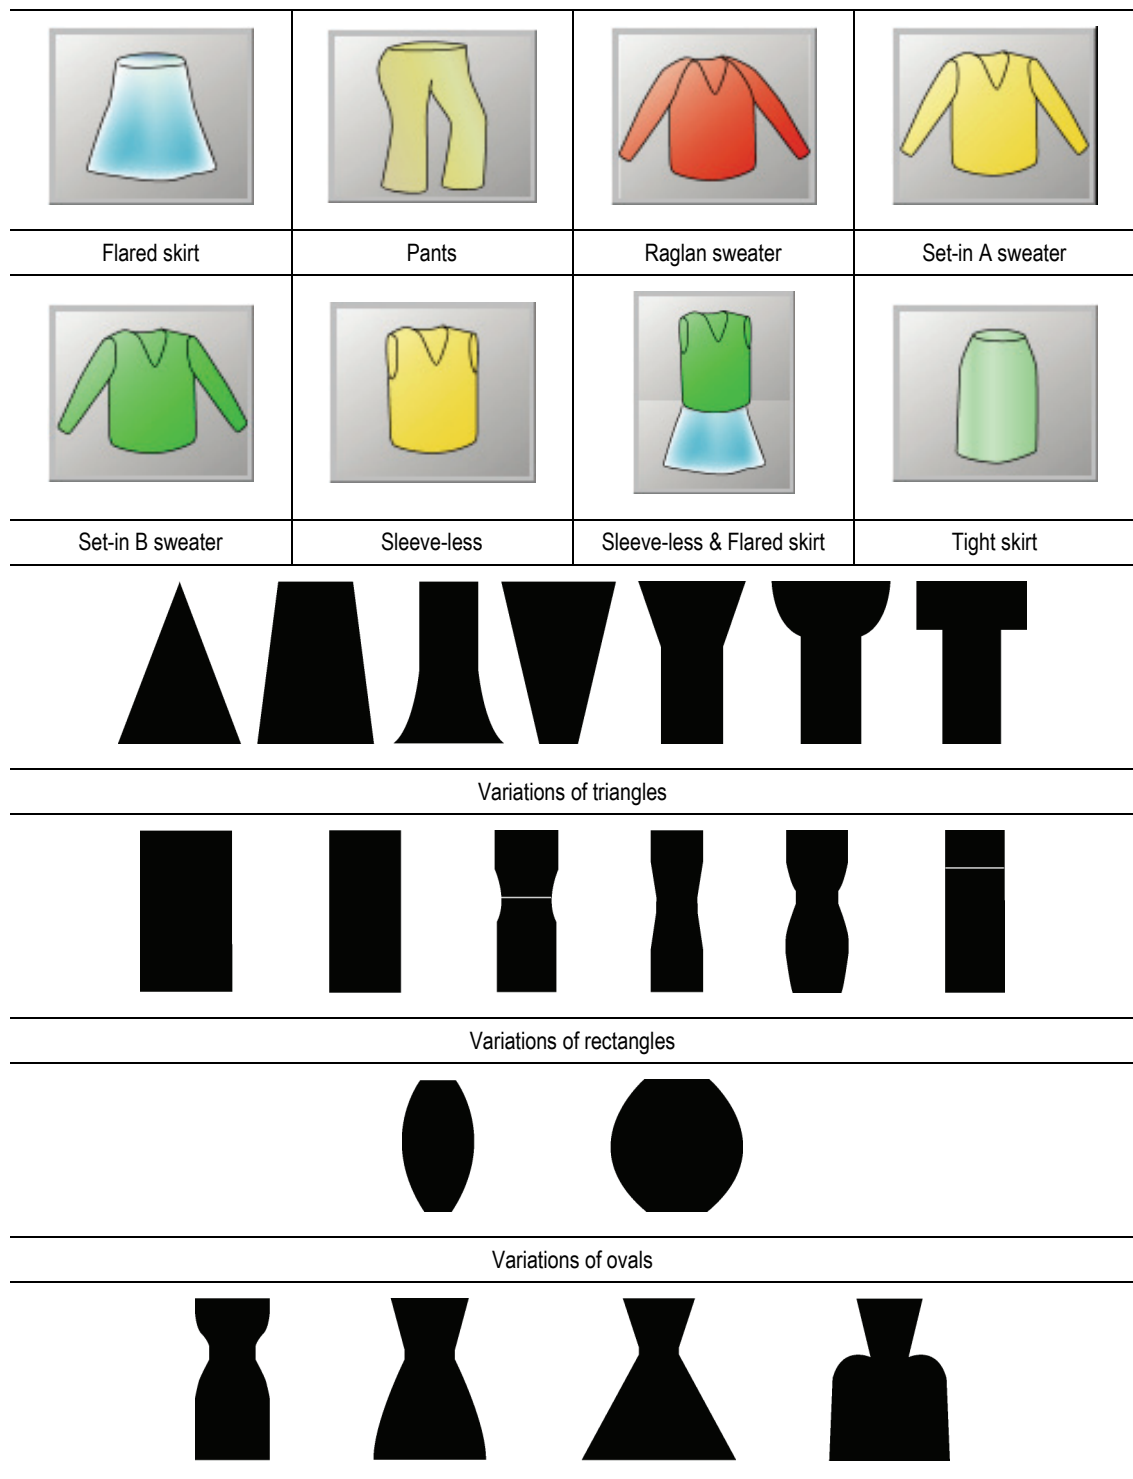 Flared skirt
Pants
Raglan sweater
Set-in A sweater
Set-in B sweater
Sleeve-less
Sleeve-less & Flared skirt
Tight skirt
Variations of triangles
Variations of rectangles
Variations of ovals